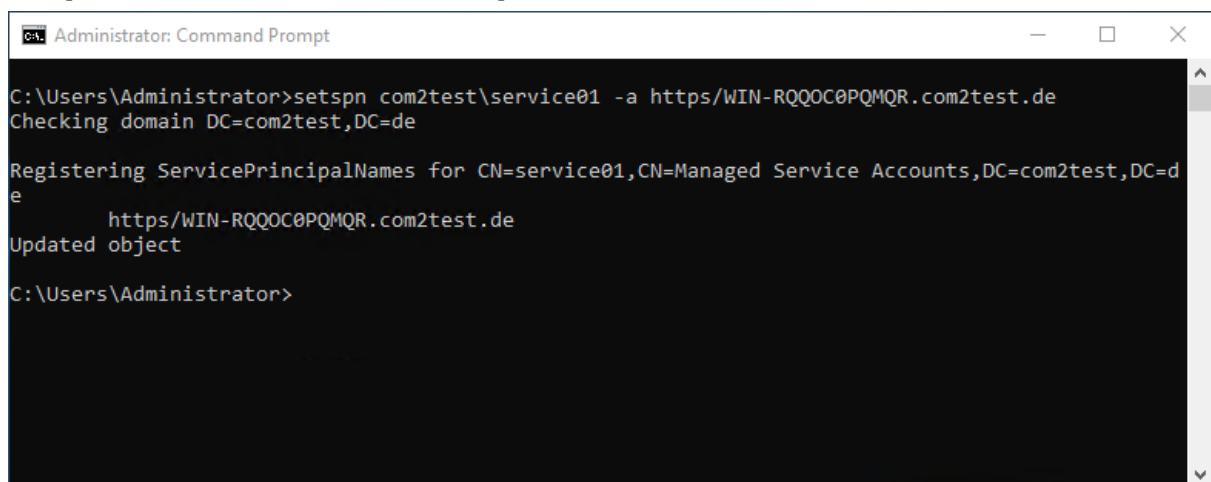 Administrator: Command Prompt
C:\Users\Administrator>setspn com2test\service01 -a https/WIN-RQQOC0PQMQR.com2test.de
Checking domain DC=com2test,DC=de
Registering ServicePrincipalNames for CN=service01,CN=Managed Service Accounts,DC=com2test,DC=d
e
https/WIN-RQQOC0PQMQR.com2test.de
Updated object
C:\Users\Administrator>